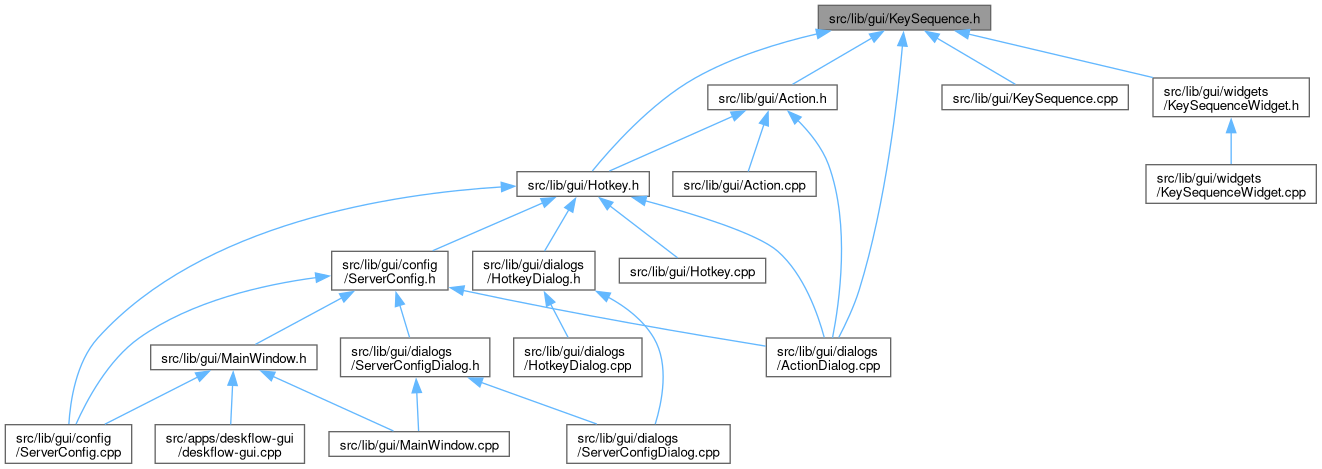 src/lib/gui/KeySequence.h
src/lib/gui/Action.h
src/lib/gui/KeySequence.cpp
src/lib/gui/widgets
/KeySequenceWidget.h
src/lib/gui/Hotkey.h
src/lib/gui/Action.cpp
src/lib/gui/widgets
/KeySequenceWidget.cpp
src/lib/gui/config
/ServerConfig.h
src/lib/gui/dialogs
/HotkeyDialog.h
src/lib/gui/Hotkey.cpp
src/lib/gui/MainWindow.h
src/lib/gui/dialogs
/ServerConfigDialog.h
src/lib/gui/dialogs
/HotkeyDialog.cpp
src/lib/gui/dialogs
/ActionDialog.cpp
src/lib/gui/config
/ServerConfig.cpp
src/apps/deskflow-gui
/deskflow-gui.cpp
src/lib/gui/MainWindow.cpp
src/lib/gui/dialogs
/ServerConfigDialog.cpp